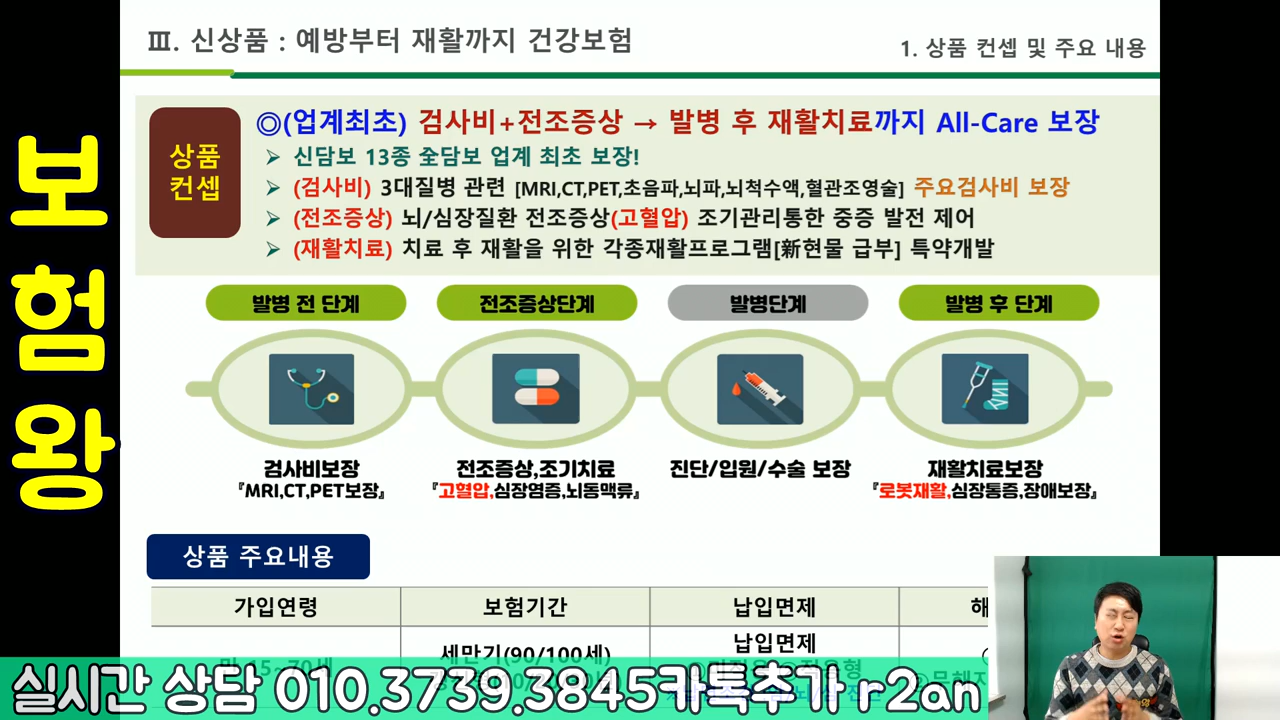 Ⅲ. 신상품 : 예방부터 재활까지 건강보험
1. 상품 컨셉 및 주요 내용
보험왕
상품
컨셉
◎(업계최초) 검사비+전조증상 → 발병 후 재활치료까지 All-Care 보장
➢ 신담보 13종 全담보 업계 최초 보장!
➢ (검사비) 3대질병 관련 [MRI,CT,PET,초음파,뇌파,뇌척수액,혈관조영술] 주요검사비 보장
➢ (전조증상) 뇌/심장질환 전조증상(고혈압) 조기관리통한 중증 발전 제어
➢ (재활치료) 치료 후 재활을 위한 각종재활프로그램[新현물 급부] 특약개발
발병 전 단계 전조증상단계 발병단계 발병 후 단계
검사비보장 전조증상,조기치료 진단/입원/수술 보장 재활치료보장
『MRI,CT,PET보장』 『고혈압,심장염증,뇌동맥류』 『로봇재활,심장통증,장애보장』
상품 주요내용
가입연령 보험기간 납입면제 해
만 15~70세 세만기(90/100세) 납입면제
실시간 상담 010.3739.3845카톡추가 r2an